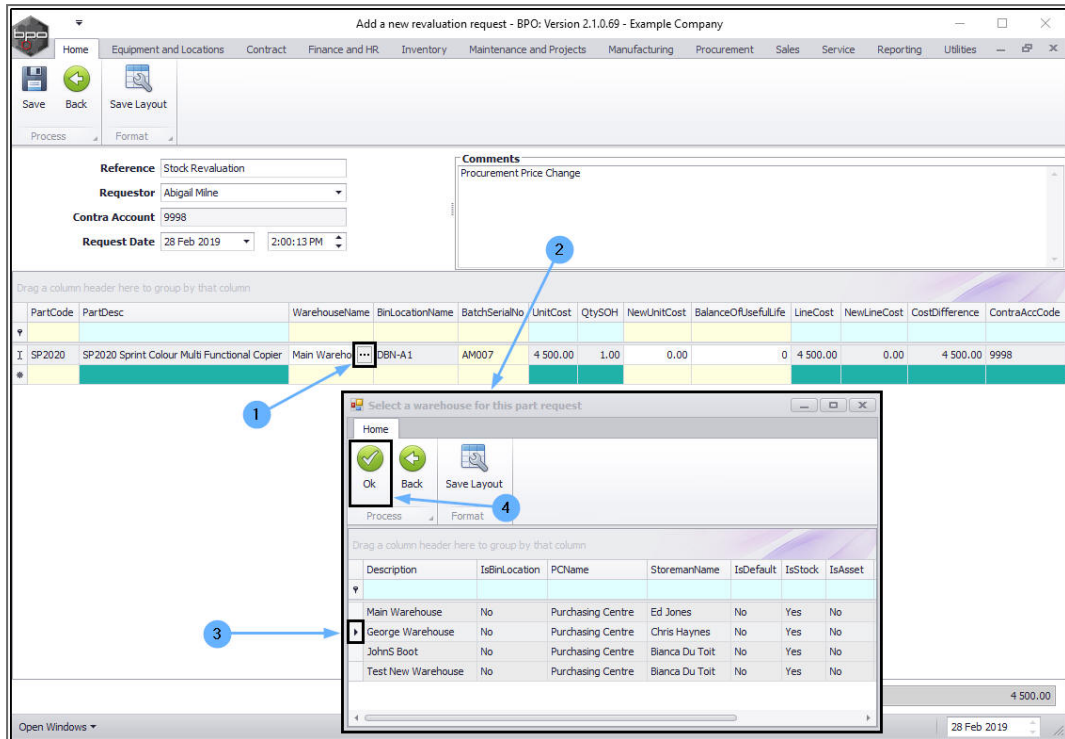 Add a new revaluation request - BPO: Version 2.1.0.69 - Example Company
bpo
Home Equipment and Locations Contract Finance and HR Inventory Maintenance and Projects Manufacturing Procurement Sales Service Reporting Utilities
Save Back Save Layout
Process Format
Reference Stock Revaluation
Requestor Abigail Milne
Contra Account 9998
Request Date 28 Feb 2019 2:00:13 PM
Comments
Procurement Price Change
2
Drag a column header here to group by that column
PartCode PartDesc WarehouseName BinLocationName BatchSerialNo UnitCost QtySOH NewUnitCost BalanceOfUsefulLife LineCost NewLineCost CostDifference ContraAccCode
SP2020 SP2020 Sprint Colour Multi Functional Copier Main Wareho ... DBN-A1 AM007 4 500.00 1.00 0.00 0 4 500.00 0.00 4 500.00 9998
1
Select a warehouse for this part request
Home
Ok Back Save Layout
4
Process Format
Drag a column header here to group by that column
Description IsBinLocation PCName StoremanName IsDefault IsStock IsAsset
Main Warehouse No Purchasing Centre Ed Jones No Yes No
3
George Warehouse No Purchasing Centre Chris Haynes No Yes No
JohnS Boot No Purchasing Centre Bianca Du Toit No Yes No
Test New Warehouse No Purchasing Centre Bianca Du Toit No Yes No
4 500.00
Open Windows 28 Feb 2019